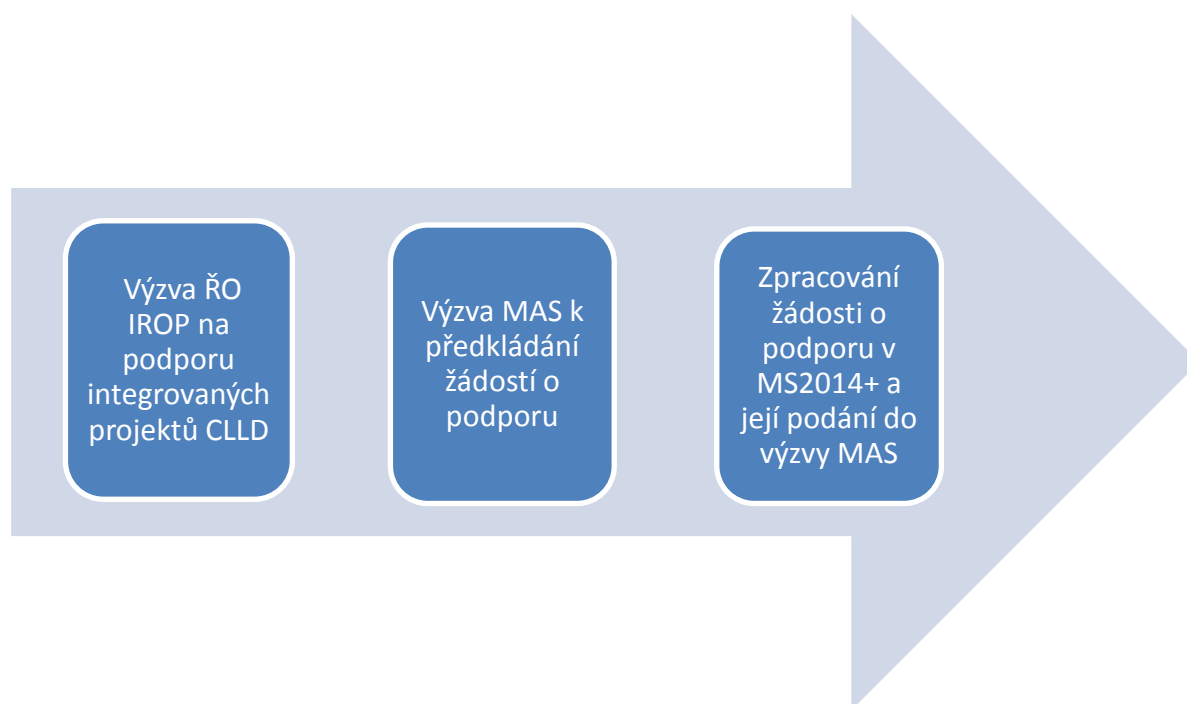 Výzva ŘO
IROP na
podporu
integrovaných
projektů CLLD
Výzva MAS k
předkládání
žádostí o
podporu
Zpracování
žádosti o
podporu v
MS2014+ a
její podání do
výzvy MAS